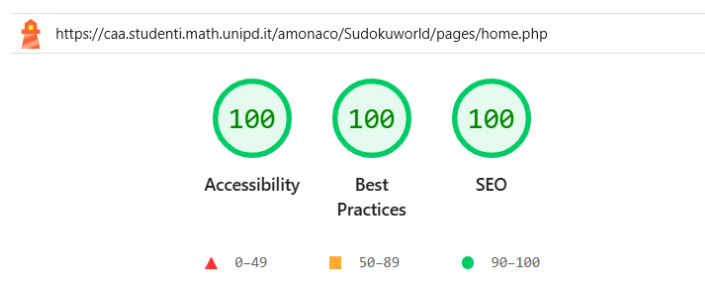 https://caa.studenti.math.unipd.it/amonaco/Sudokuworld/pages/home.php
100 100 100
Accessibility Best SEO
Practices
0–49 50–89 90–100